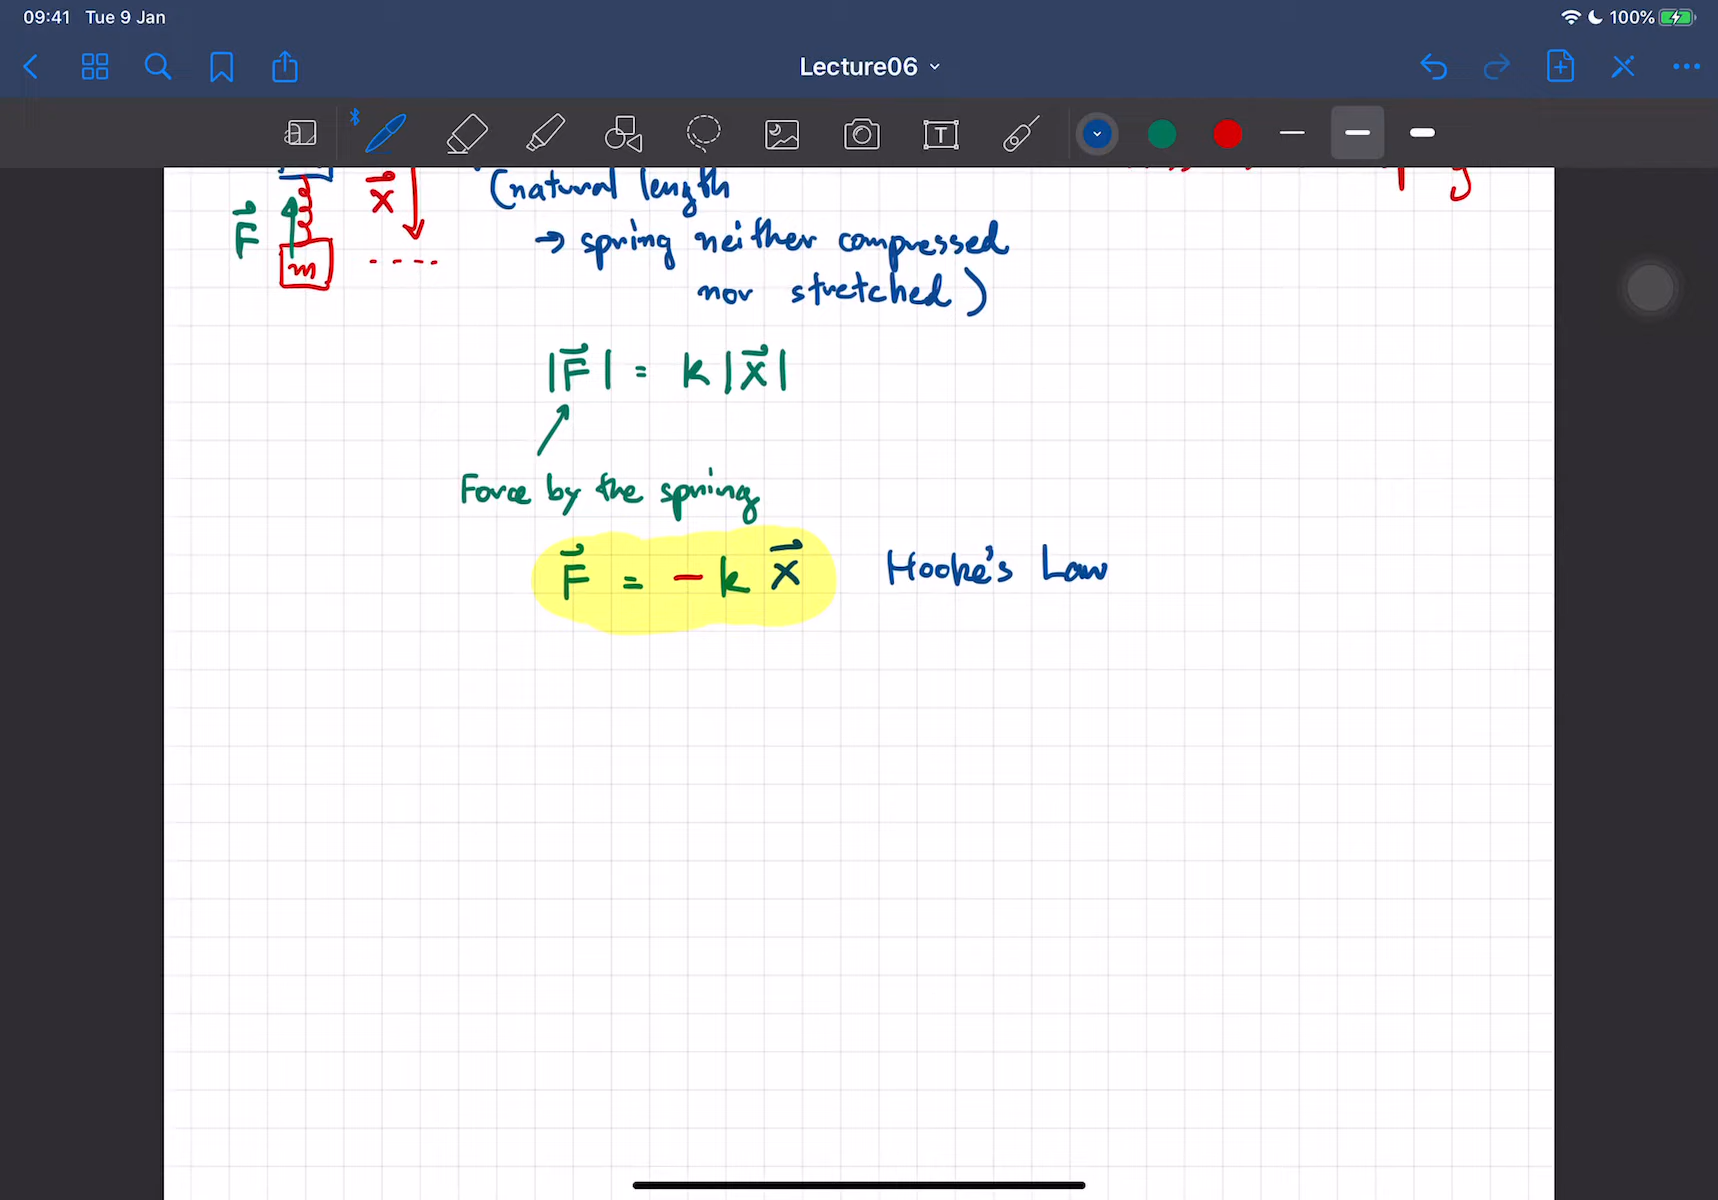 09:41 Tue 9 Jan
100%
Lecture06
T
(natural length
→ spring neither compressed
nor stretched)
x⃗
F⃗
m
|F⃗| = k|x⃗|
Force by the spring
F⃗ = -k x⃗ Hooke's Law